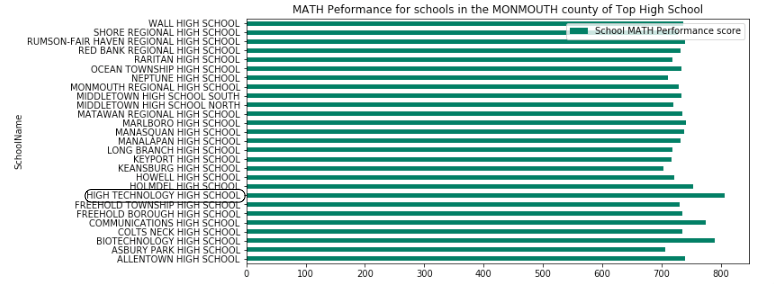 MATH Peformance for schools in the MONMOUTH county of Top High School
School MATH Performance score
SchoolName
WALL HIGH SCHOOL
SHORE REGIONAL HIGH SCHOOL
RUMSON-FAIR HAVEN REGIONAL HIGH SCHOOL
RED BANK REGIONAL HIGH SCHOOL
RARITAN HIGH SCHOOL
OCEAN TOWNSHIP HIGH SCHOOL
NEPTUNE HIGH SCHOOL
MONMOUTH REGIONAL HIGH SCHOOL
MIDDLETOWN HIGH SCHOOL SOUTH
MIDDLETOWN HIGH SCHOOL NORTH
MATAWAN REGIONAL HIGH SCHOOL
MARLBORO HIGH SCHOOL
MANASQUAN HIGH SCHOOL
MANALAPAN HIGH SCHOOL
LONG BRANCH HIGH SCHOOL
KEYPORT HIGH SCHOOL
KEANSBURG HIGH SCHOOL
HOWELL HIGH SCHOOL
HOLMDEL HIGH SCHOOL
HIGH TECHNOLOGY HIGH SCHOOL
FREEHOLD TOWNSHIP HIGH SCHOOL
FREEHOLD BOROUGH HIGH SCHOOL
COMMUNICATIONS HIGH SCHOOL
COLTS NECK HIGH SCHOOL
BIOTECHNOLOGY HIGH SCHOOL
ASBURY PARK HIGH SCHOOL
ALLENTOWN HIGH SCHOOL
0 100 200 300 400 500 600 700 800